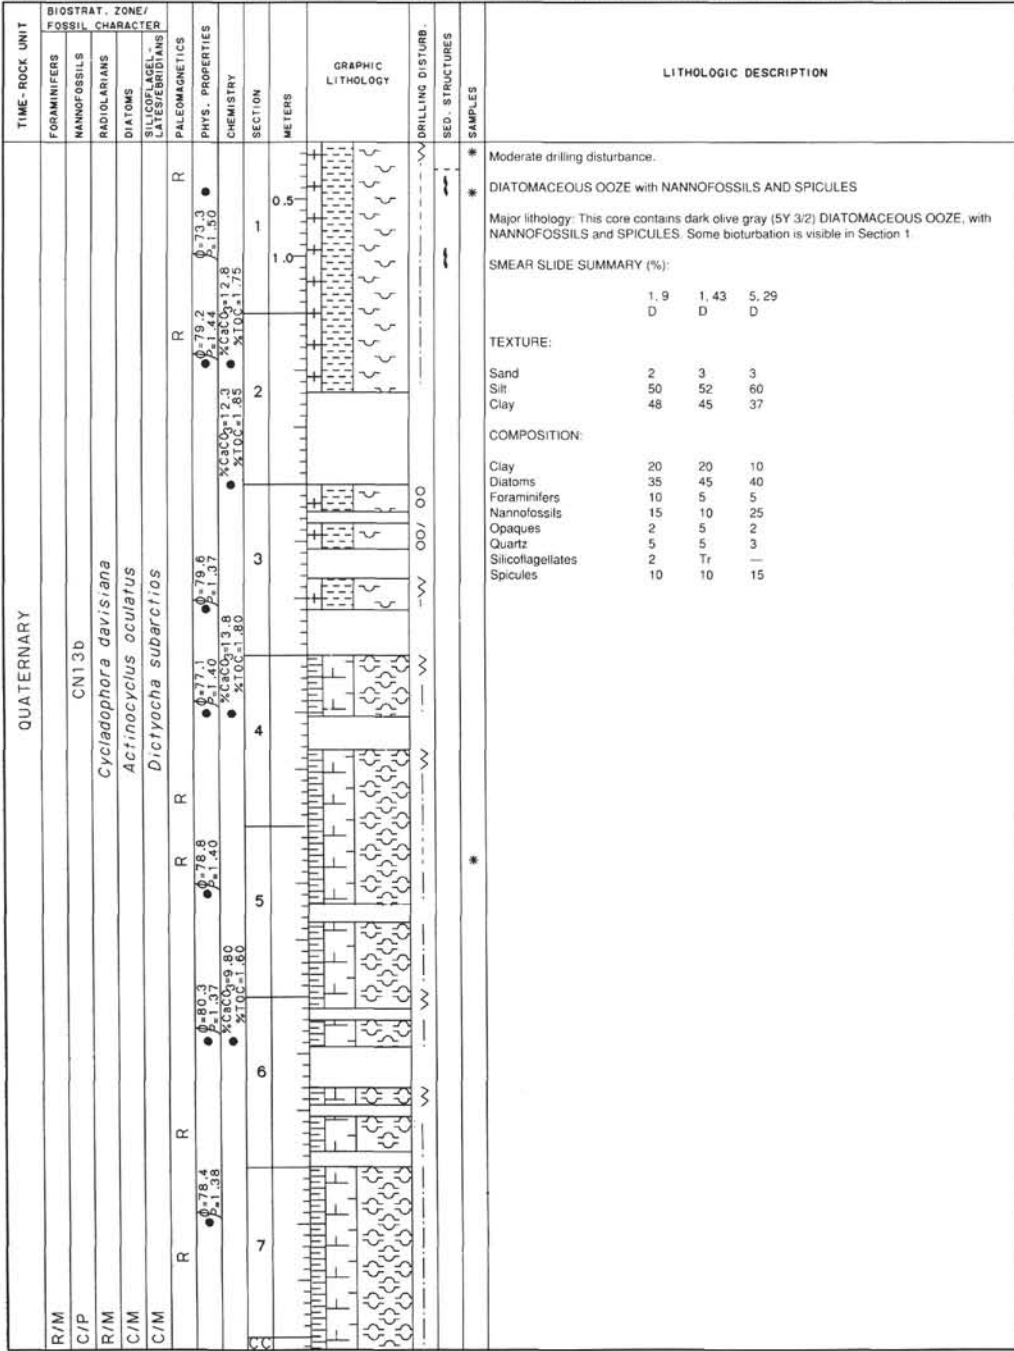 TIME-ROCK UNIT
BIOSTRAT. ZONE/
FOSSIL CHARACTER
FORAMINIFERS
NANNOFOSSILS
RADIOLARIANS
DIATOMS
SILICOFLAGEL-
LATES/EBRIDIANS
PALEOMAGNETICS
PHYS. PROPERTIES
CHEMISTRY
SECTION
METERS
GRAPHIC
LITHOLOGY
DRILLING DISTURB.
SED. STRUCTURES
SAMPLES
LITHOLOGIC DESCRIPTION
QUATERNARY
R/M
CN13b
C/P
Cycladophora davisiana
R/M
Actinocyclus oculatus
C/M
Dictyocha subarctios
C/M
R
R
R
R
R
R
Φ=73.3
ρ=1.50
Φ=79.2
ρ=1.44
Φ=79.6
ρ=1.37
Φ=77.1
ρ=1.40
Φ=78.8
ρ=1.40
Φ=80.3
ρ=1.37
Φ=78.4
ρ=1.38
%CaCO3=12.8
%TOC=1.75
%CaCO3=12.3
%TOC=1.85
%CaCO3=13.8
%TOC=1.80
%CaCO3=9.80
%TOC=1.60
1
2
3
4
5
6
7
CC
0.5
1.0
*
*
*
Moderate drilling disturbance.
DIATOMACEOUS OOZE with NANNOFOSSILS AND SPICULES
Major lithology: This core contains dark olive gray (5Y 3/2) DIATOMACEOUS OOZE, with
NANNOFOSSILS and SPICULES. Some bioturbation is visible in Section 1.
SMEAR SLIDE SUMMARY (%):
1, 9 1, 43 5, 29
D D D
TEXTURE:
Sand 2 3 3
Silt 50 52 60
Clay 48 45 37
COMPOSITION:
Clay 20 20 10
Diatoms 35 45 40
Foraminifers 10 5 5
Nannofossils 15 10 25
Opaques 2 5 2
Quartz 5 5 3
Silicoflagellates 2 Tr —
Spicules 10 10 15